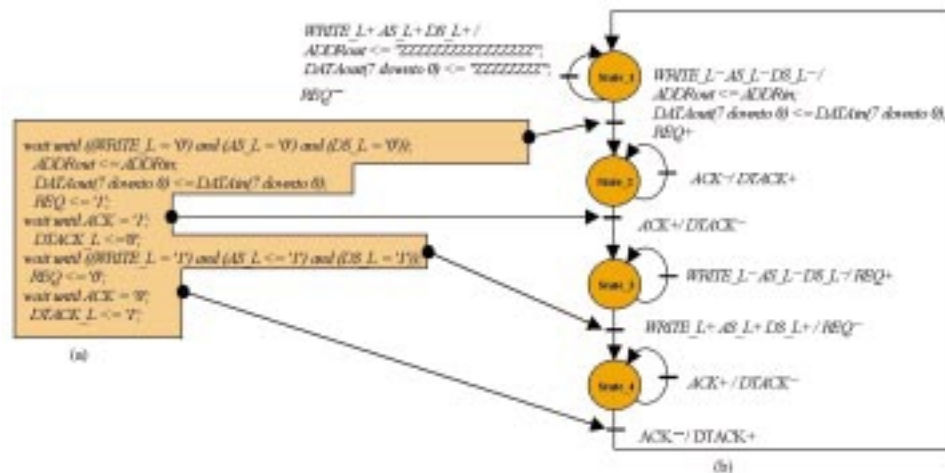 WRITE_L+ AS_L+ DS_L+ /
ADDRout <= "ZZZZZZZZZZZZZZZZ";
DATAout(7 downto 0) <= "ZZZZZZZZ";
REQ−
State_1
WRITE_L− AS_L− DS_L− /
ADDRout <= ADDRin;
DATAout(7 downto 0) <= DATAin(7 downto 0);
REQ+
wait until ((WRITE_L = '0') and (AS_L = '0') and (DS_L = '0'));
ADDRout <= ADDRin;
DATAout(7 downto 0) <= DATAin(7 downto 0);
REQ <= '1';
wait until ACK = '1';
DTACK_L <='0';
wait until ((WRITE_L = '1') and (AS_L <= '1') and (DS_L = '1'));
REQ <= '0';
wait until ACK = '0';
DTACK_L <= '1';
(a)
State_2
ACK−/ DTACK+
ACK+/ DTACK−
State_3
WRITE_L− AS_L− DS_L−/ REQ+
WRITE_L+ AS_L+ DS_L+ / REQ−
State_4
ACK+ / DTACK−
ACK−/ DTACK+
(b)